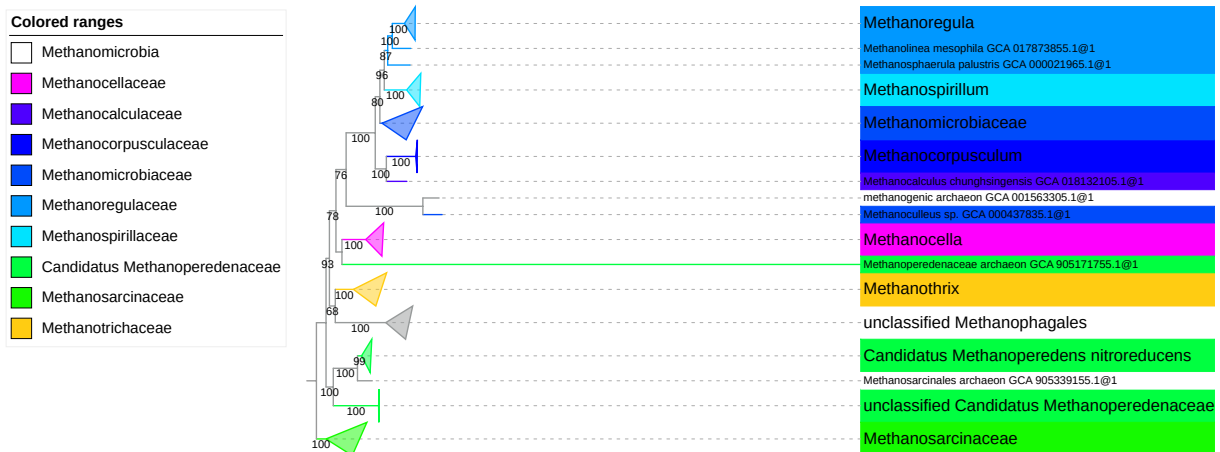 Colored ranges
Methanomicrobia
Methanocellaceae
Methanocalculaceae
Methanocorpusculaceae
Methanomicrobiaceae
Methanoregulaceae
Methanospirillaceae
Candidatus Methanoperedenaceae
Methanosarcinaceae
Methanotrichaceae
100
100
87
96
100
80
100
100
100
76
100
78
100
93
100
68
100
99
100
100
100
100
Methanoregula
Methanolinea mesophila GCA 017873855.1@1
Methanosphaerula palustris GCA 000021965.1@1
Methanospirillum
Methanomicrobiaceae
Methanocorpusculum
Methanocalculus chunghsingensis GCA 018132105.1@1
methanogenic archaeon GCA 001563305.1@1
Methanoculleus sp. GCA 000437835.1@1
Methanocella
Methanoperedenaceae archaeon GCA 905171755.1@1
Methanothrix
unclassified Methanophagales
Candidatus Methanoperedens nitroreducens
Methanosarcinales archaeon GCA 905339155.1@1
unclassified Candidatus Methanoperedenaceae
Methanosarcinaceae